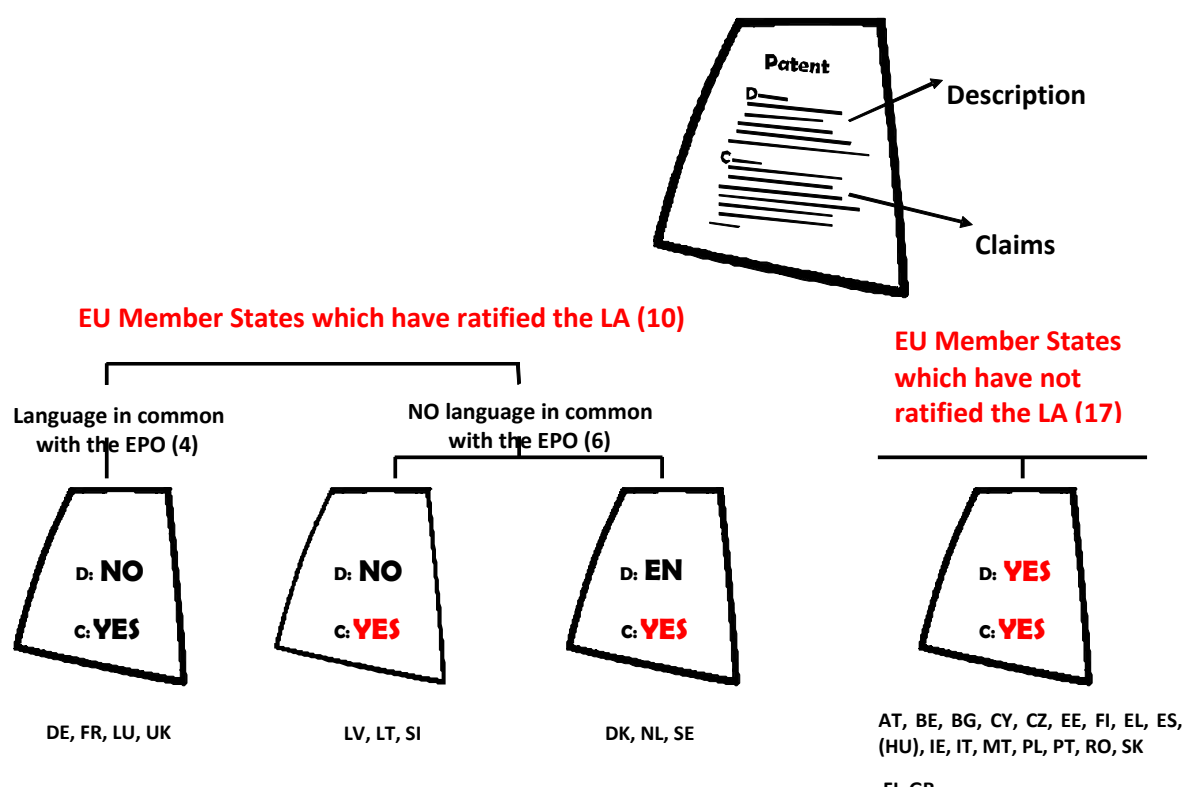 Patent
D
Description
C
Claims
EU Member States which have ratified the LA (10)
EU Member States
which have not
ratified the LA (17)
Language in common
with the EPO (4)
NO language in common
with the EPO (6)
D: NO
C: YES
D: NO
C: YES
D: EN
C: YES
D: YES
C: YES
DE, FR, LU, UK
LV, LT, SI
DK, NL, SE
AT, BE, BG, CY, CZ, EE, FI, EL, ES,
(HU), IE, IT, MT, PL, PT, RO, SK